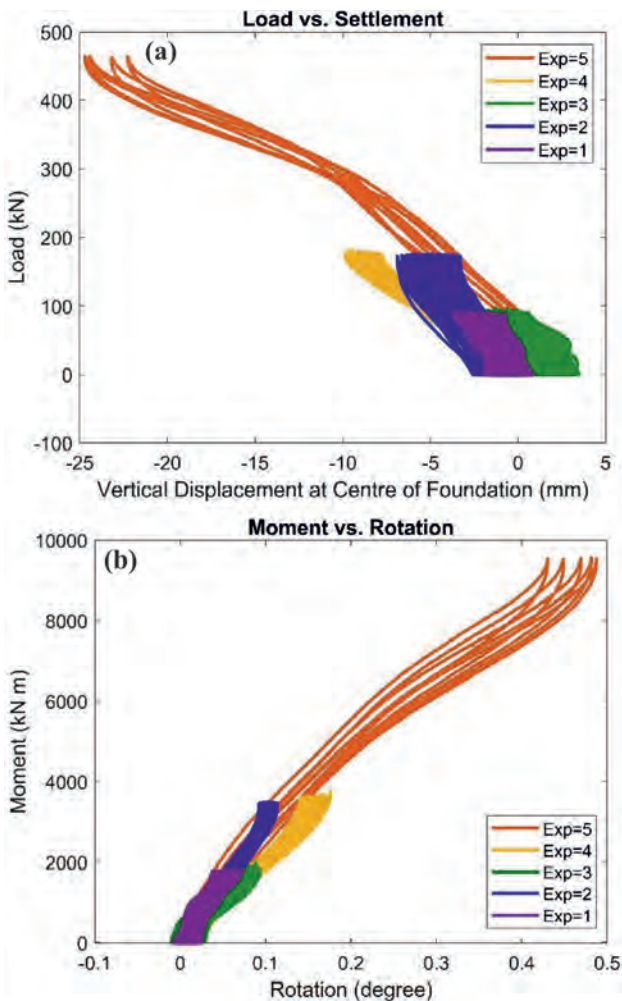 Load vs. Settlement
(a)
500
400
300
200
100
0
-100
Load (kN)
Exp=5
Exp=4
Exp=3
Exp=2
Exp=1
-25 -20 -15 -10 -5 0 5
Vertical Displacement at Centre of Foundation (mm)
Moment vs. Rotation
(b)
10000
8000
6000
4000
2000
0
Moment (kN m)
Exp=5
Exp=4
Exp=3
Exp=2
Exp=1
-0.1 0 0.1 0.2 0.3 0.4 0.5
Rotation (degree)